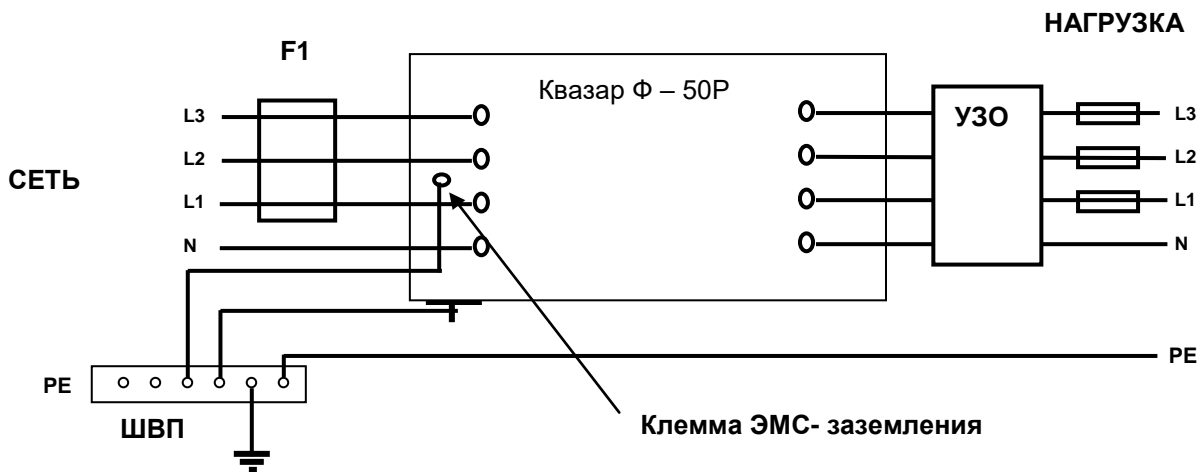 НАГРУЗКА
F1
Квазар Ф – 50Р
УЗО
L3
L3
L2
L2
СЕТЬ
L1
L1
N
N
PE
PE
ШВП
Клемма ЭМС- заземления